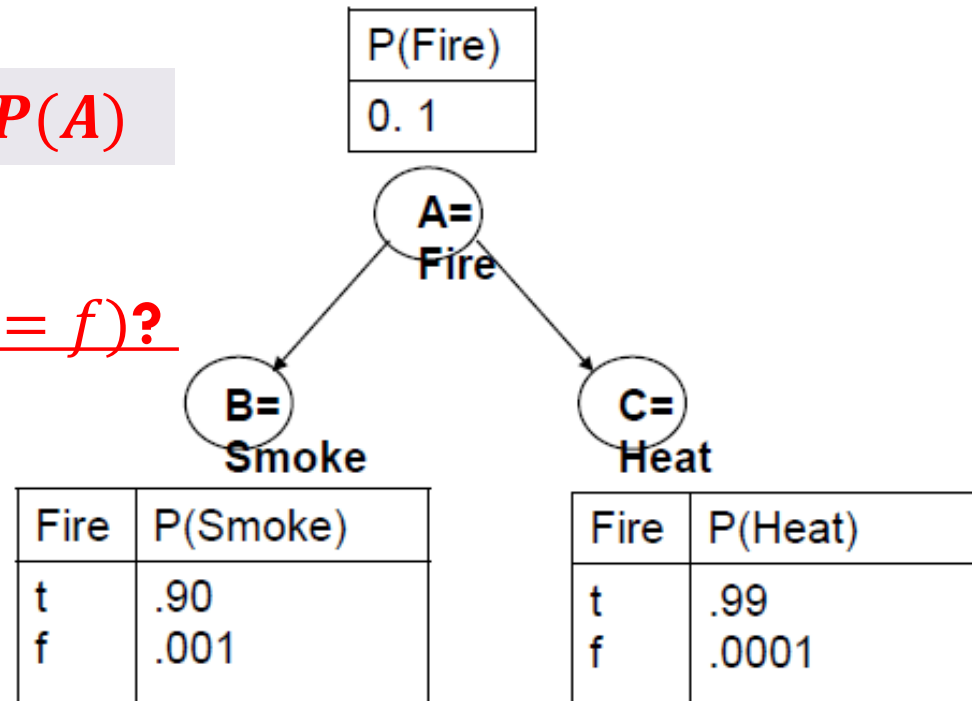 P(Fire)
0. 1
P(A)
A=
Fire
= f)?
B=
Smoke
C=
Heat
Fire P(Smoke)
t .90
f .001
Fire P(Heat)
t .99
f .0001